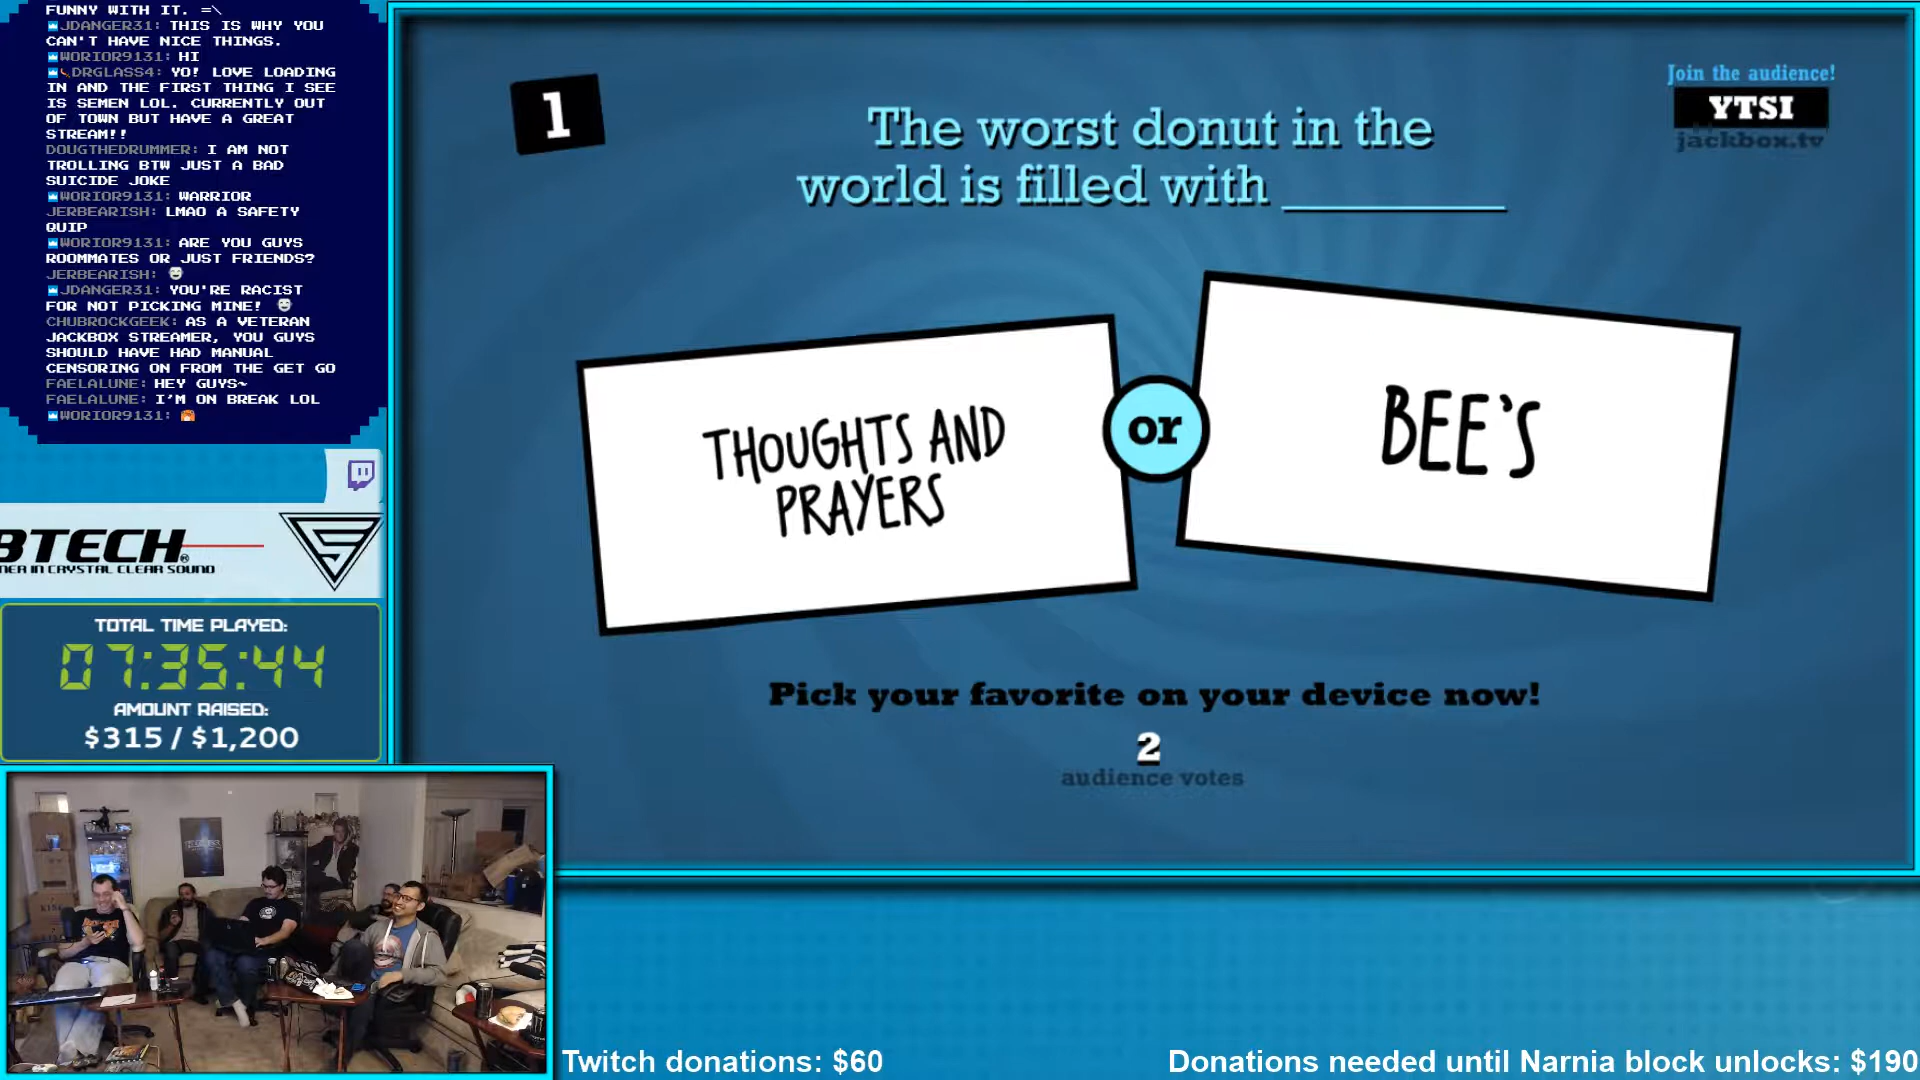 FUNNY WITH IT. =\
JDANGER31: THIS IS WHY YOU
CAN'T HAVE NICE THINGS.
WORIOR9131: HI
DRGLASS4: YO! LOVE LOADING
IN AND THE FIRST THING I SEE
IS SEMEN LOL. CURRENTLY OUT
OF TOWN BUT HAVE A GREAT
STREAM!!
DOUGTHEDRUMMER: I AM NOT
TROLLING BTW JUST A BAD
SUICIDE JOKE
WORIOR9131: WARRIOR
JERBEARISH: LMAO A SAFETY
QUIP
WORIOR9131: ARE YOU GUYS
ROOMMATES OR JUST FRIENDS?
JERBEARISH:
JDANGER31: YOU'RE RACIST
FOR NOT PICKING MINE!
CHUBROCKGEEK: AS A VETERAN
JACKBOX STREAMER, YOU GUYS
SHOULD HAVE HAD MANUAL
CENSORING ON FROM THE GET GO
FAELALUNE: HEY GUYS~
FAELALUNE: I'M ON BREAK LOL
WORIOR9131:
BTECH®
NER IN CRYSTAL CLEAR SOUND
TOTAL TIME PLAYED:
07:35:44
AMOUNT RAISED:
$315 / $1,200
1
The worst donut in the
world is filled with ________
Join the audience!
YTSI
jackbox.tv
THOUGHTS AND
PRAYERS
or
BEE'S
Pick your favorite on your device now!
2
audience votes
Twitch donations: $60
Donations needed until Narnia block unlocks: $190